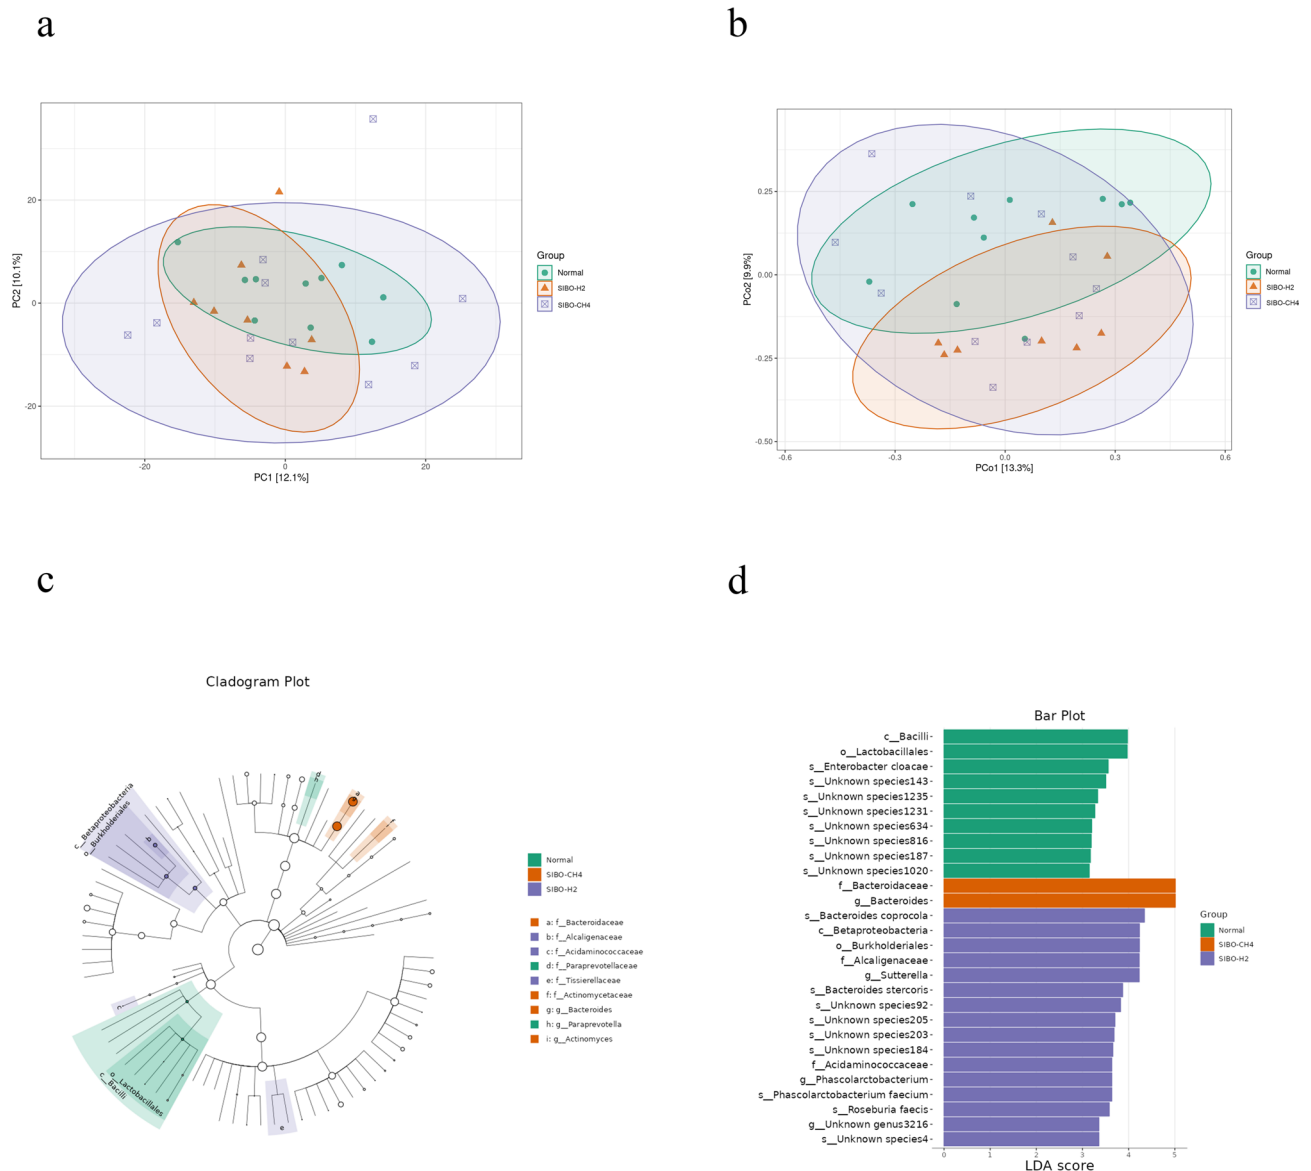 a
b
20
0
-20
-20
0
20
PC2 [10.1%]
PC1 [12.1%]
Group
Normal
SIBO-H2
SIBO-CH4
0.25
0.00
-0.25
-0.50
-0.6
-0.3
0.0
0.3
0.6
PCo2 [9.9%]
PCo1 [13.3%]
Group
Normal
SIBO-H2
SIBO-CH4
c
d
Cladogram Plot
c__Betaproteobacteria
o__Burkholderiales
b
d
h
a
f
e
o__Lactobacillales
c__Bacilli
Normal
SIBO-CH4
SIBO-H2
a: f__Bacteroidaceae
b: f__Alcaligenaceae
c: f__Acidaminococcaceae
d: f__Paraprevotellaceae
e: f__Tissierellaceae
f: f__Actinomycetaceae
g: g__Bacteroides
h: g__Paraprevotella
i: g__Actinomyces
Bar Plot
c__Bacilli
o__Lactobacillales
s__Enterobacter cloacae
s__Unknown species143
s__Unknown species1235
s__Unknown species1231
s__Unknown species634
s__Unknown species816
s__Unknown species187
s__Unknown species1020
f__Bacteroidaceae
g__Bacteroides
s__Bacteroides coprocola
c__Betaproteobacteria
o__Burkholderiales
f__Alcaligenaceae
g__Sutterella
s__Bacteroides stercoris
s__Unknown species92
s__Unknown species205
s__Unknown species203
s__Unknown species184
f__Acidaminococcaceae
g__Phascolarctobacterium
s__Phascolarctobacterium faecium
s__Roseburia faecis
g__Unknown genus3216
s__Unknown species4
0
1
2
3
4
5
LDA score
Group
Normal
SIBO-CH4
SIBO-H2